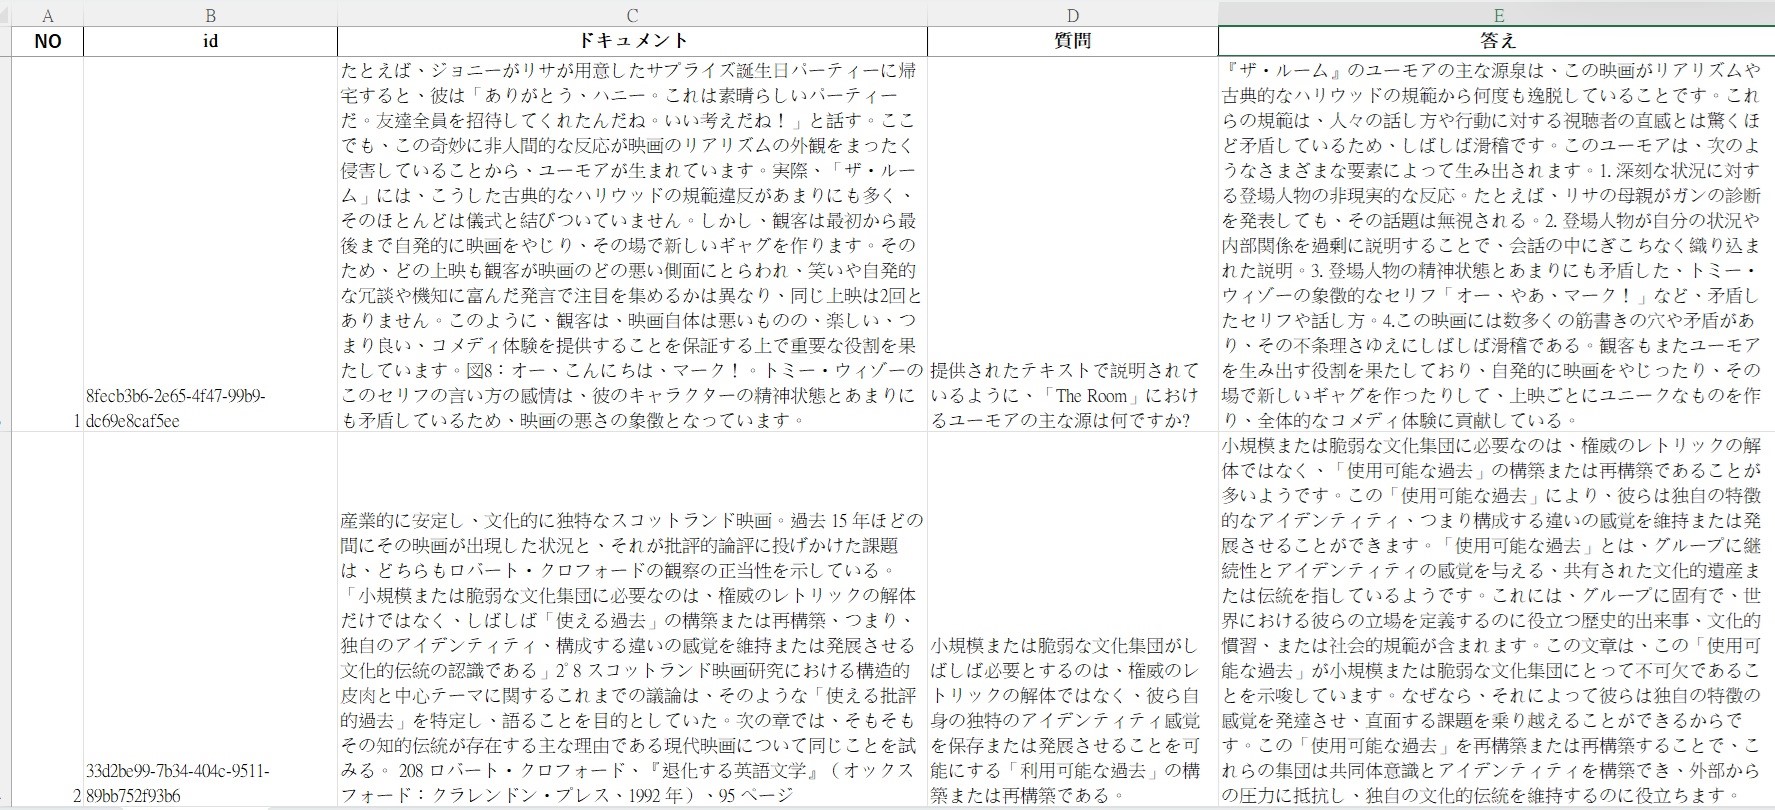 A B C D E
NO id ドキュメント 質問 答え
たとえば、ジョニーがリサが用意したサプライズ誕生日パーティーに帰
宅すると、彼は「ありがとう、ハニー。これは素晴らしいパーティー
だ。友達全員を招待してくれたんだね。いい考えだね！」と話す。ここ
でも、この奇妙に非人間的な反応が映画のリアリズムの外観をまったく
侵害していることから、ユーモアが生まれています。実際、「ザ・ルー
ム」には、こうした古典的なハリウッドの規範違反があまりにも多く、
そのほとんどは儀式と結びついていません。しかし、観客は最初から最
後まで自発的に映画をやじり、その場で新しいギャグを作ります。その
ため、どの上映も観客が映画のどの悪い側面にとらわれ、笑いや自発的
な冗談や機知に富んだ発言で注目を集めるかは異なり、同じ上映は2回と
ありません。このように、観客は、映画自体は悪いものの、楽しい、つ
まり良い、コメディ体験を提供することを保証する上で重要な役割を果
たしています。図8：オー、こんにちは、マーク！。トミー・ウィゾーの
このセリフの言い方の感情は、彼のキャラクターの精神状態とあまりに
も矛盾しているため、映画の悪さの象徴となっています。
1
8fecb3b6-2e65-4f47-99b9-
dc69e8caf5ee
提供されたテキストで説明されて
いるように、「The Room」におけ
るユーモアの主な源は何ですか?
『ザ・ルーム』のユーモアの主な源泉は、この映画がリアリズムや
古典的なハリウッドの規範から何度も逸脱していることです。これ
らの規範は、人々の話し方や行動に対する視聴者の直感とは驚くほ
ど矛盾しているため、しばしば滑稽です。このユーモアは、次のよ
うなさまざまな要素によって生み出されます。1. 深刻な状況に対す
る登場人物の非現実的な反応。たとえば、リサの母親がガンの診断
を発表しても、その話題は無視される。2. 登場人物が自分の状況や
内部関係を過剰に説明することで、会話の中にぎこちなく織り込ま
れた説明。3. 登場人物の精神状態とあまりにも矛盾した、トミー・
ウィゾーの象徴的なセリフ「オー、やあ、マーク！」など、矛盾し
たセリフや話し方。4.この映画には数多くの筋書きの穴や矛盾があ
り、その不条理さゆえにしばしば滑稽である。観客もまたユーモア
を生み出す役割を果たしており、自発的に映画をやじったり、その
場で新しいギャグを作ったりして、上映ごとにユニークなものを作
り、全体的なコメディ体験に貢献している。
2
33d2be99-7b34-404c-9511-
89bb752f93b6
産業的に安定し、文化的に独特なスコットランド映画。過去 15 年ほどの
間にその映画が出現した状況と、それが批評的論評に投げかけた課題
は、どちらもロバート・クロフォードの観察の正当性を示している。
「小規模または脆弱な文化集団に必要なのは、権威のレトリックの解体
だけではなく、しばしば「使える過去」の構築または再構築、つまり、
独自のアイデンティティ、構成する違いの感覚を維持または発展させる
文化的伝統の認識である」2°8 スコットランド映画研究における構造的
皮肉と中心テーマに関するこれまでの議論は、そのような「使える批評
的過去」を特定し、語ることを目的としていた。次の章では、そもそも
その知的伝統が存在する主な理由である現代映画について同じことを試
みる。 208 ロバート・クロフォード、『退化する英語文学』（オックス
フォード：クラレンドン・プレス、1992 年）、95 ページ
小規模または脆弱な文化集団がし
ばしば必要とするのは、権威のレ
トリックの解体ではなく、彼ら自
身の独特のアイデンティティ感覚
を保存または発展させることを可
能にする「利用可能な過去」の構
築または再構築である。
小規模または脆弱な文化集団に必要なのは、権威のレトリックの解
体ではなく、「使用可能な過去」の構築または再構築であることが
多いようです。この「使用可能な過去」により、彼らは独自の特徴
的なアイデンティティ、つまり構成する違いの感覚を維持または発
展させることができます。「使用可能な過去」とは、グループに継
続性とアイデンティティの感覚を与える、共有された文化的遺産ま
たは伝統を指しているようです。これには、グループに固有で、世
界における彼らの立場を定義するのに役立つ歴史的出来事、文化的
慣習、または社会的規範が含まれます。この文章は、この「使用可
能な過去」が小規模または脆弱な文化集団にとって不可欠であるこ
とを示唆しています。なぜなら、それによって彼らは独自の特徴の
感覚を発達させ、直面する課題を乗り越えることができるからで
す。この「使用可能な過去」を再構築または再構築することで、こ
れらの集団は共同体意識とアイデンティティを構築でき、外部から
の圧力に抵抗し、独自の文化的伝統を維持するのに役立ちます。